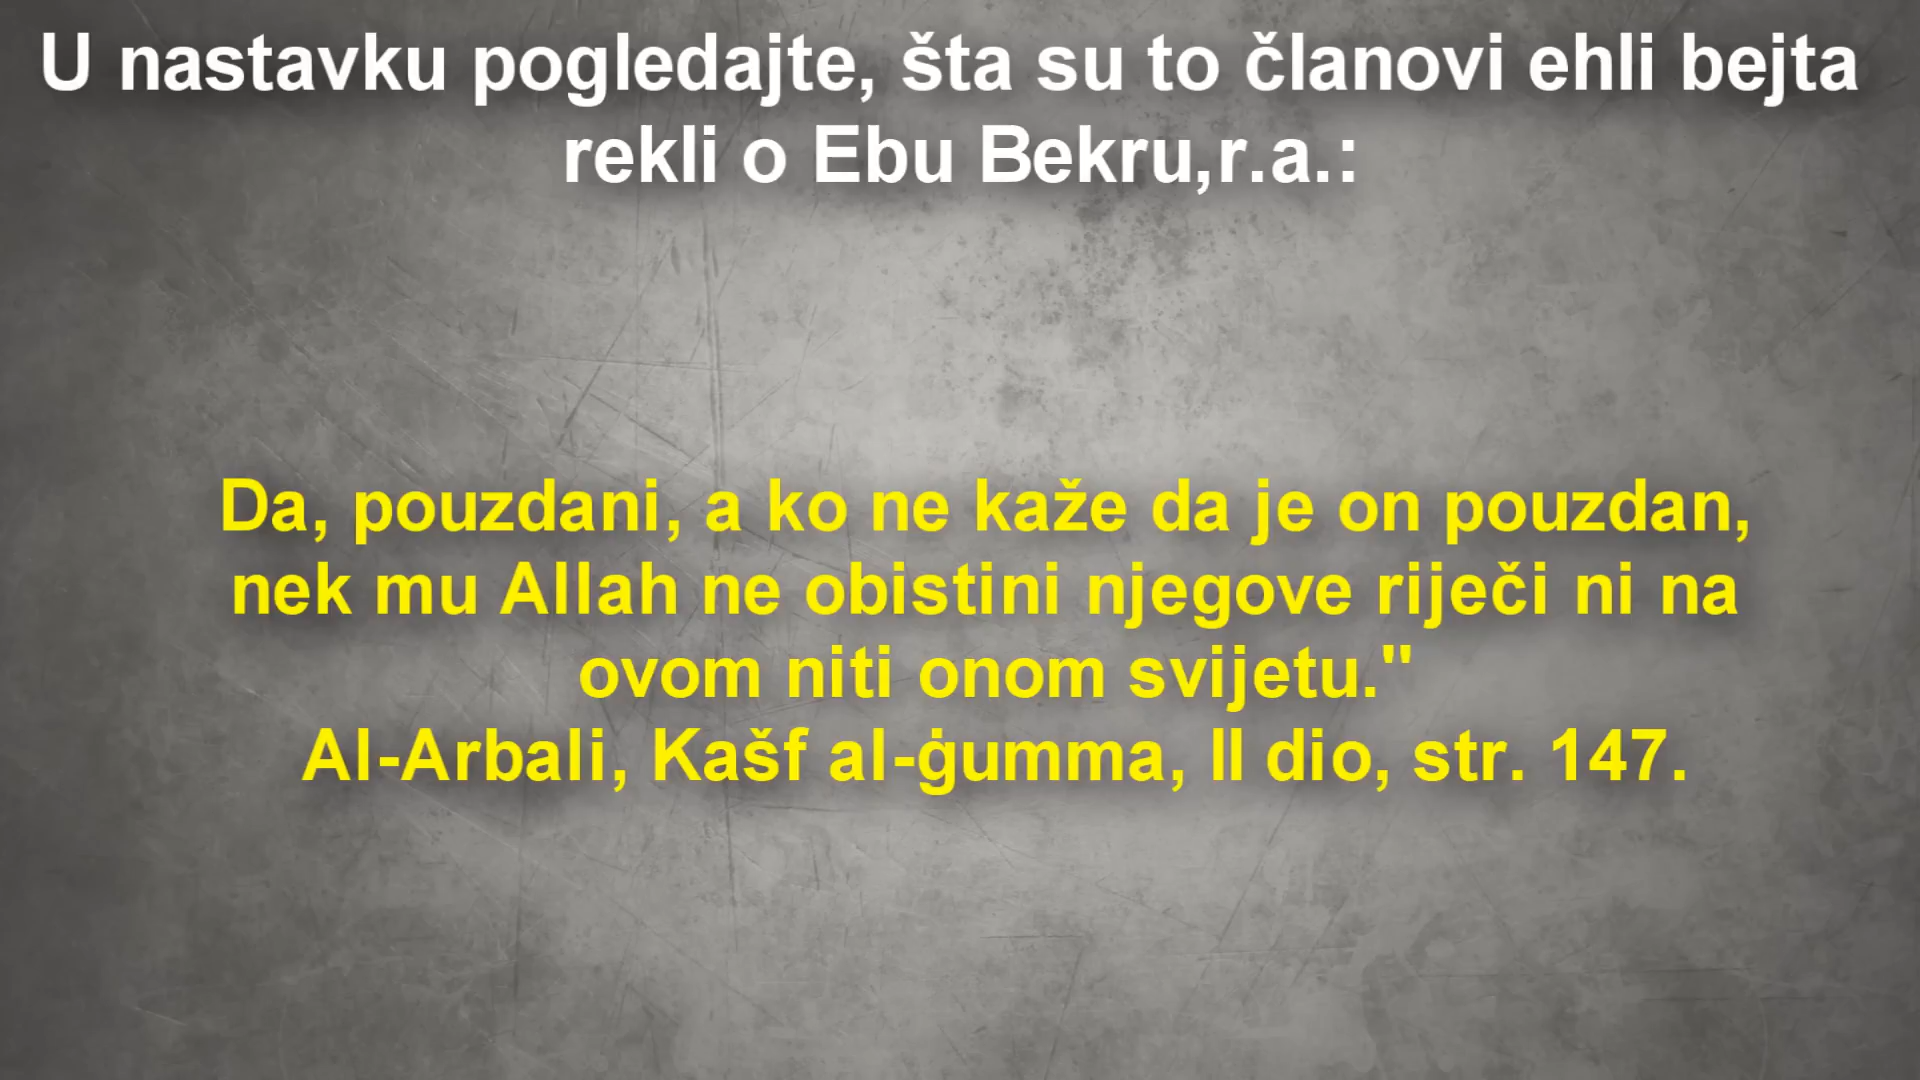 U nastavku pogledajte, šta su to članovi ehli bejta
rekli o Ebu Bekru,r.a.:
Da, pouzdani, a ko ne kaže da je on pouzdan,
nek mu Allah ne obistini njegove riječi ni na
ovom niti onom svijetu."
Al-Arbali, Kašf al-ġumma, II dio, str. 147.